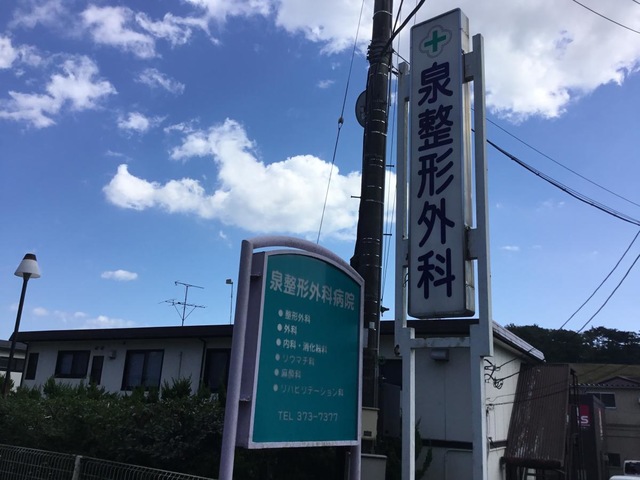 泉整形外科
泉整形外科病院
●整形外科
●外科
●内科・消化器科
●リウマチ科
●麻酔科
●リハビリテーション科
TEL 373-7377